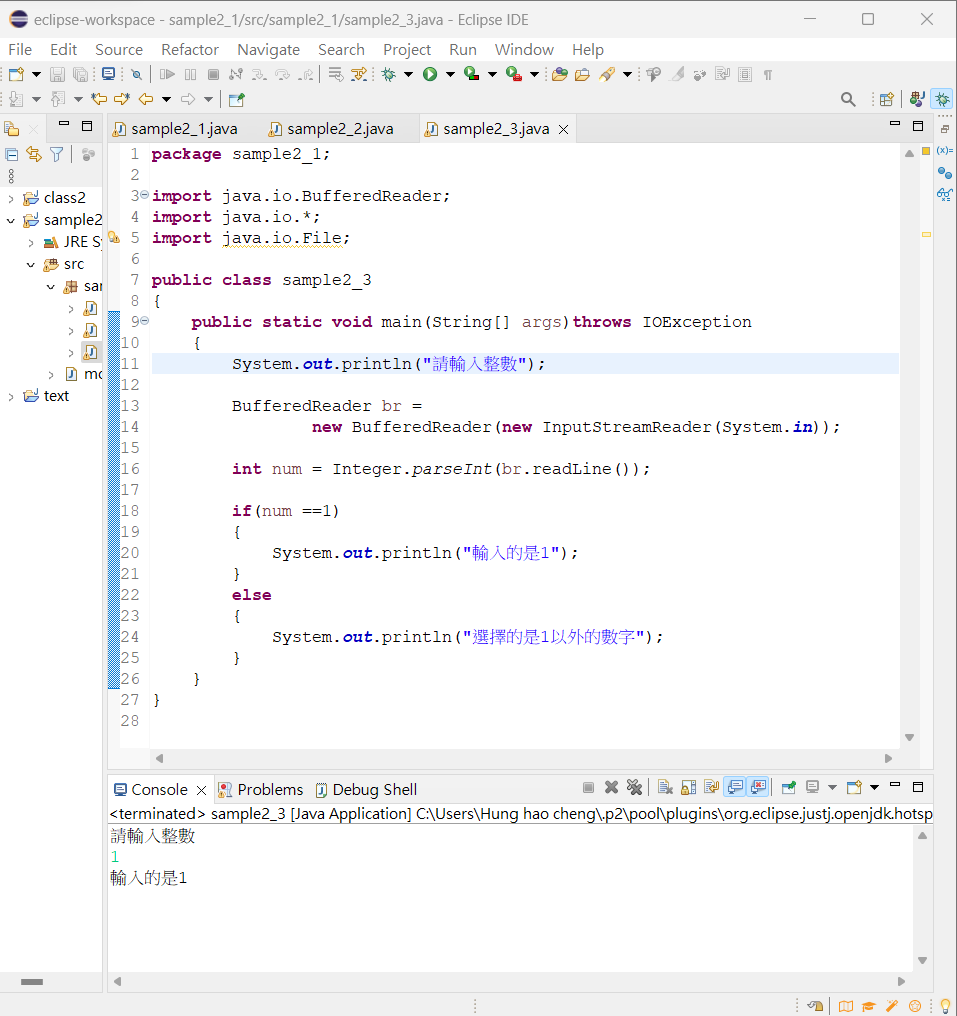 eclipse-workspace - sample2_1/src/sample2_1/sample2_3.java - Eclipse IDE
File Edit Source Refactor Navigate Search Project Run Window Help
sample2_1.java sample2_2.java sample2_3.java
class2
sample2
JRE Sy
src
sar
mo
text
1 package sample2_1;
2
3 import java.io.BufferedReader;
4 import java.io.*;
5 import java.io.File;
6
7 public class sample2_3
8 {
9 public static void main(String[] args)throws IOException
10 {
11 System.out.println("請輸入整數");
12
13 BufferedReader br =
14 new BufferedReader(new InputStreamReader(System.in));
15
16 int num = Integer.parseInt(br.readLine());
17
18 if(num ==1)
19 {
20 System.out.println("輸入的是1");
21 }
22 else
23 {
24 System.out.println("選擇的是1以外的數字");
25 }
26 }
27 }
28
Console Problems Debug Shell
<terminated> sample2_3 [Java Application] C:\Users\Hung hao cheng\.p2\pool\plugins\org.eclipse.justj.openjdk.hotsp
請輸入整數
1
輸入的是1